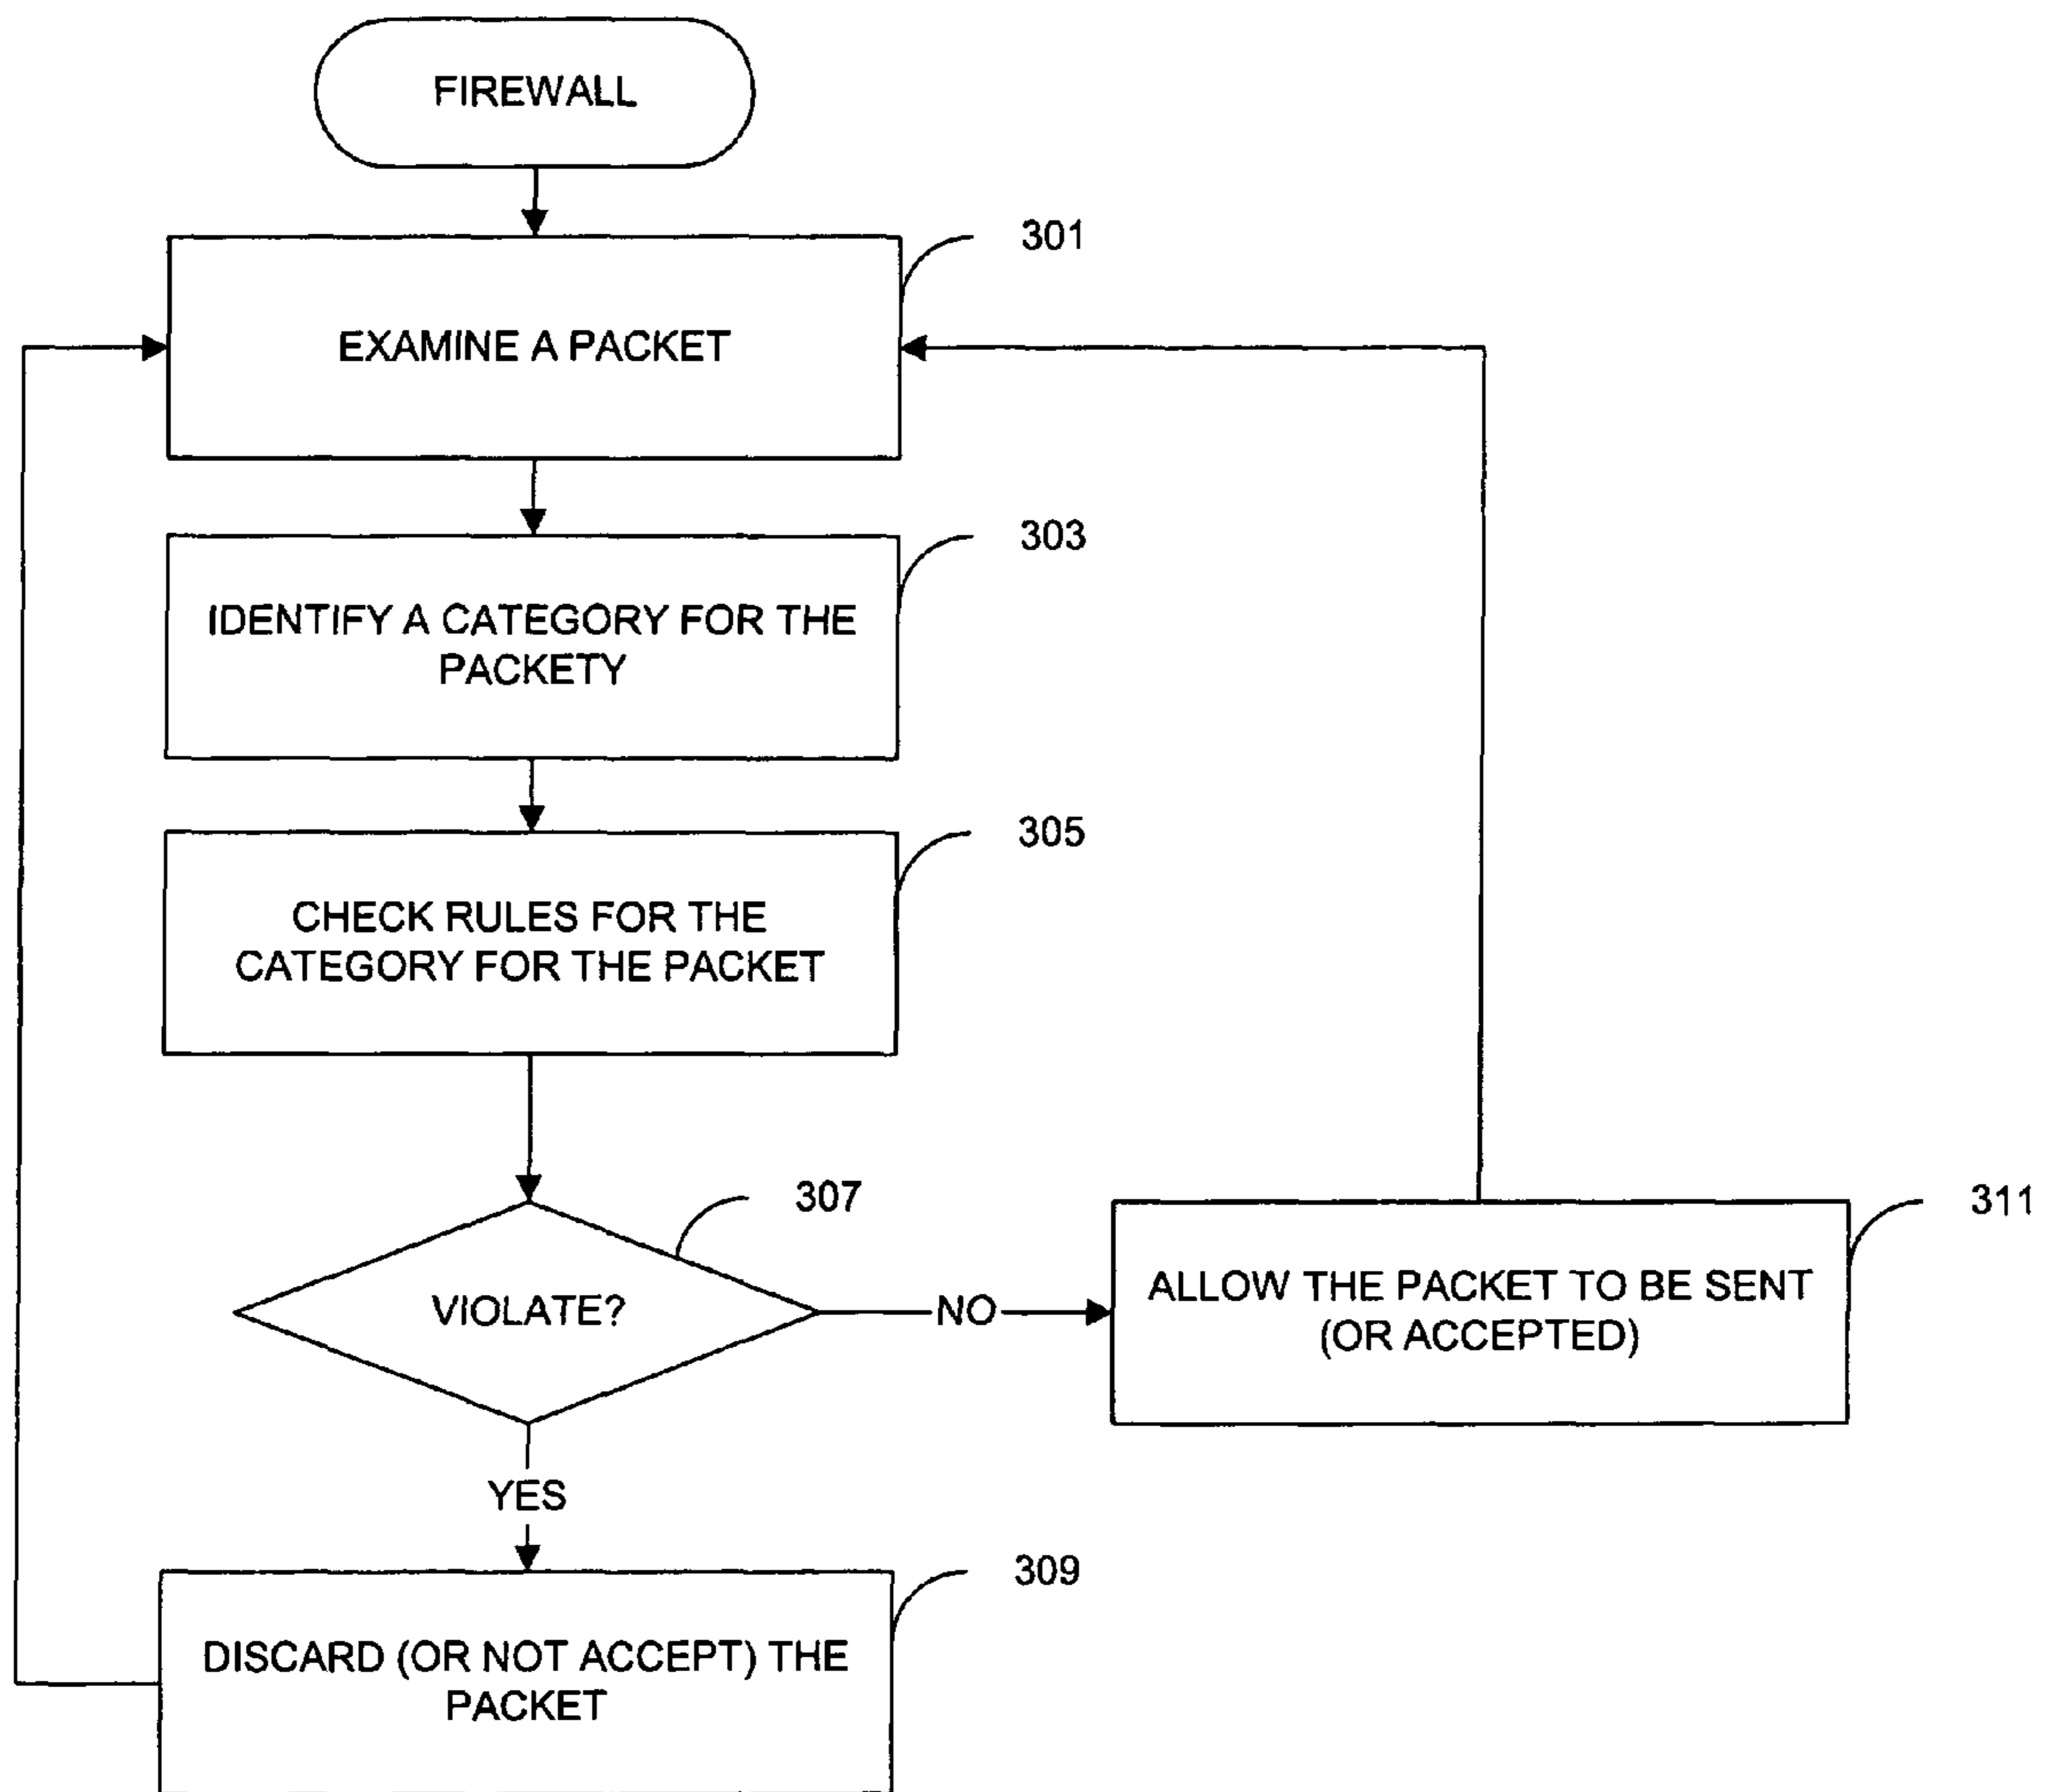 FIREWALL
301
EXAMINE A PACKET
303
IDENTIFY A CATEGORY FOR THE
PACKETY
305
CHECK RULES FOR THE
CATEGORY FOR THE PACKET
307
VIOLATE?
NO
311
ALLOW THE PACKET TO BE SENT
(OR ACCEPTED)
YES
309
DISCARD (OR NOT ACCEPT) THE
PACKET